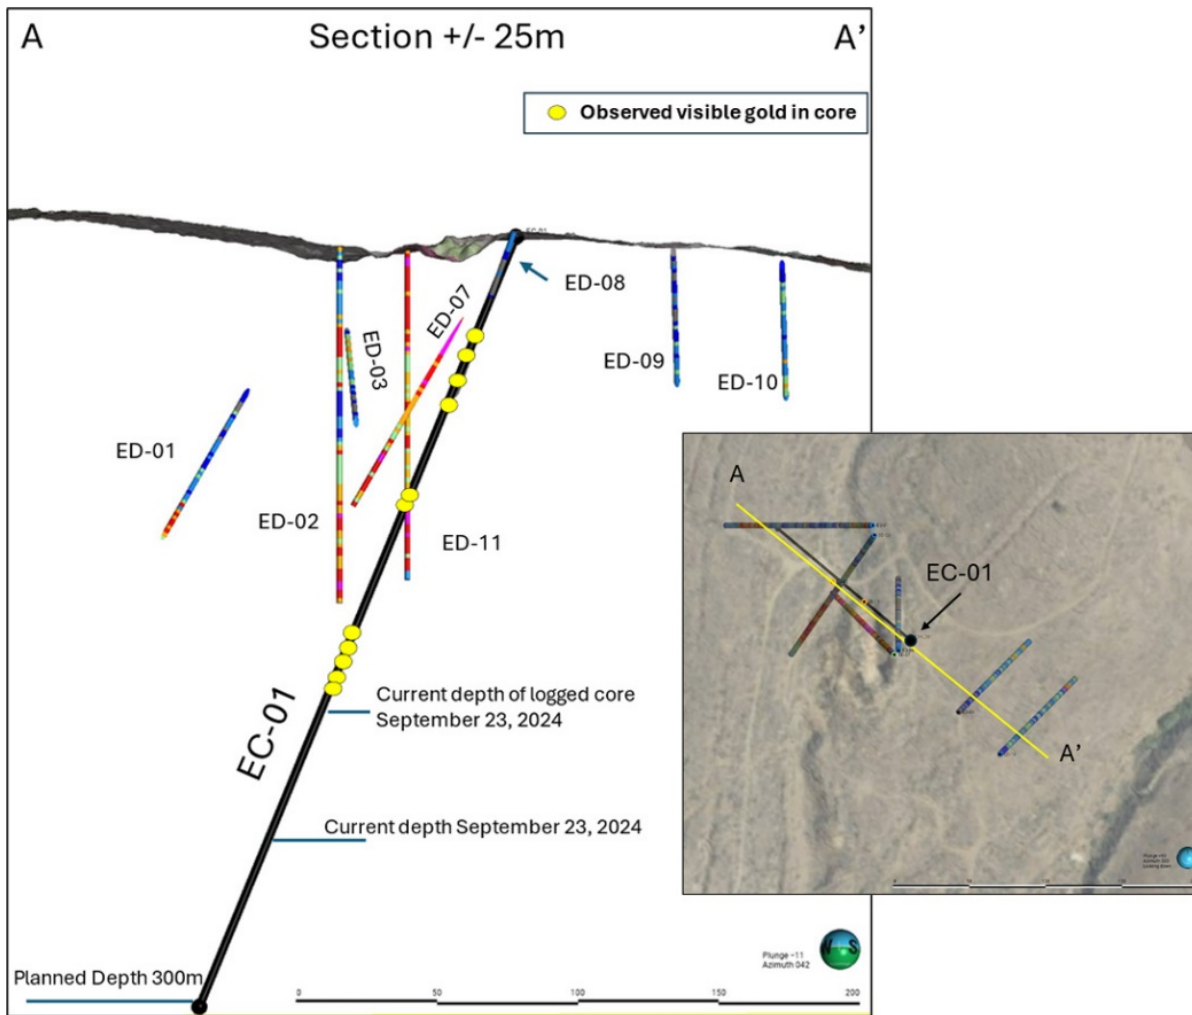 A
Section +/- 25m
A’
Observed visible gold in core
ED-08
ED-07
ED-03
ED-09
ED-10
ED-01
ED-02
ED-11
A
EC-01
A’
EC-01
Current depth of logged core
September 23, 2024
Current depth September 23, 2024
Planned Depth 300m
N S
Plunge -11
Azimuth 042
0 50 100 150 200